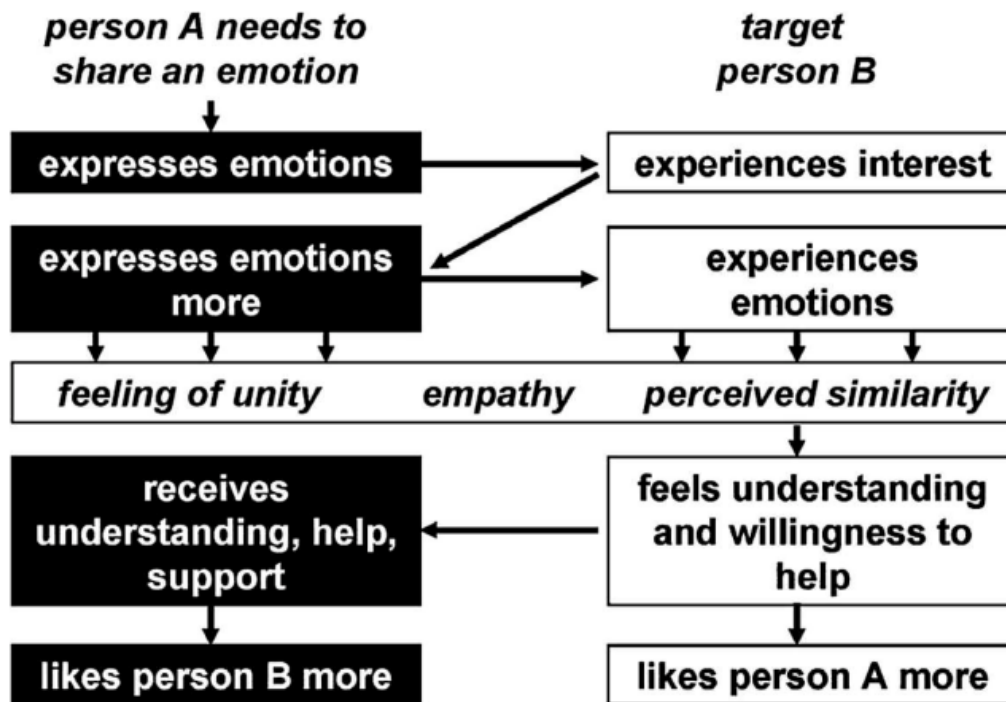 person A needs to
share an emotion
target
person B
expresses emotions
experiences interest
expresses emotions
more
experiences
emotions
feeling of unity empathy perceived similarity
receives
understanding, help,
support
feels understanding
and willingness to
help
likes person B more
likes person A more